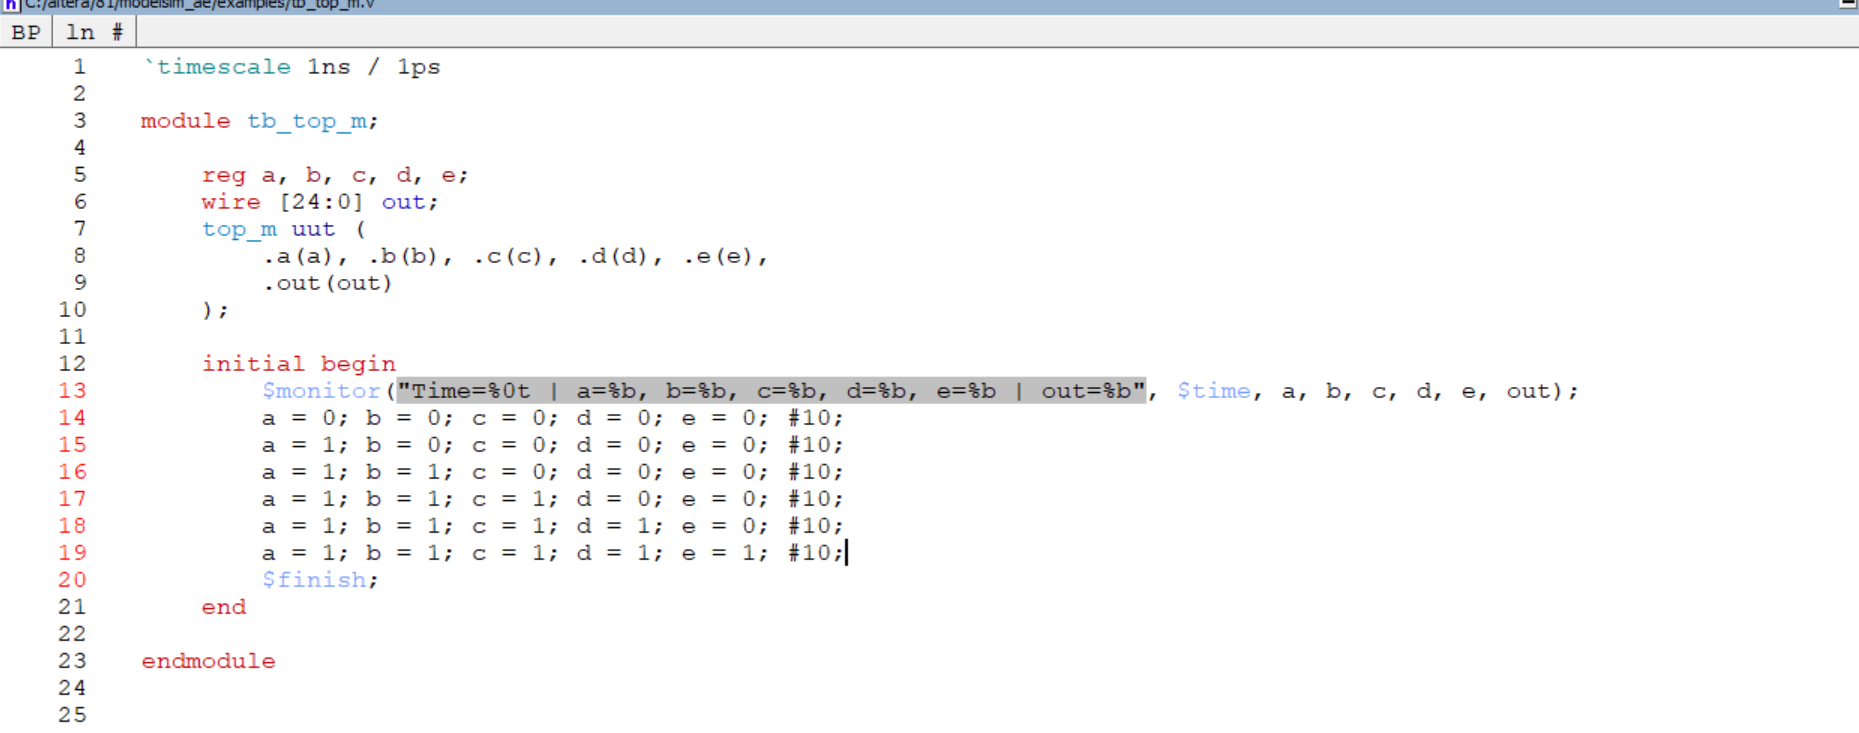 C:/altera/81/modelsim_ae/examples/tb_top_m.v
BP ln #
1 `timescale 1ns / 1ps
2
3 module tb_top_m;
4
5 reg a, b, c, d, e;
6 wire [24:0] out;
7 top_m uut (
8 .a(a), .b(b), .c(c), .d(d), .e(e),
9 .out(out)
10 );
11
12 initial begin
13 $monitor("Time=%0t | a=%b, b=%b, c=%b, d=%b, e=%b | out=%b", $time, a, b, c, d, e, out);
14 a = 0; b = 0; c = 0; d = 0; e = 0; #10;
15 a = 1; b = 0; c = 0; d = 0; e = 0; #10;
16 a = 1; b = 1; c = 0; d = 0; e = 0; #10;
17 a = 1; b = 1; c = 1; d = 0; e = 0; #10;
18 a = 1; b = 1; c = 1; d = 1; e = 0; #10;
19 a = 1; b = 1; c = 1; d = 1; e = 1; #10;
20 $finish;
21 end
22
23 endmodule
24
25